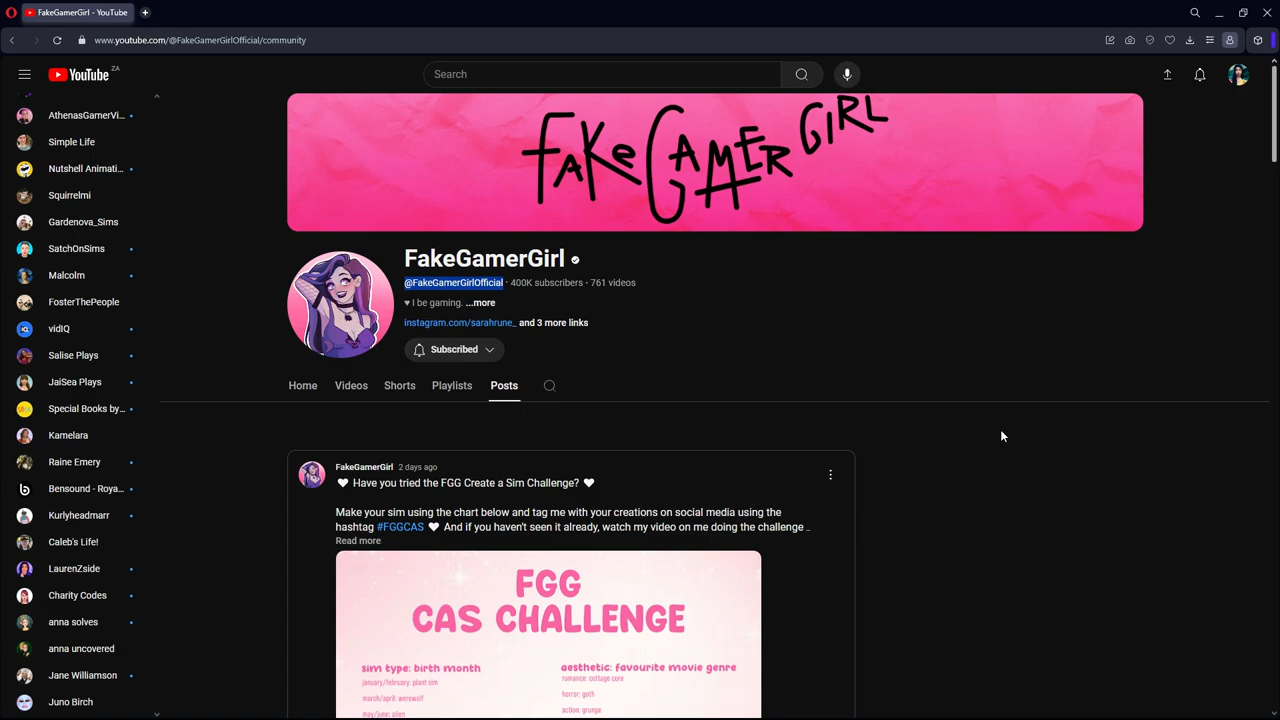 FakeGamerGirl - YouTube
www.youtube.com/@FakeGamerGirlOfficial/community
YouTube ZA
Search
AthenasGamerVi...
Simple Life
Nutshell Animati...
Squirrelmi
Gardenova_Sims
SatchOnSims
Malcolm
FosterThePeople
vidIQ
Salise Plays
JaiSea Plays
Special Books by...
Kamelara
Raine Emery
Bensound - Roya...
Kurlyheadmarr
Caleb's Life!
LaurenZside
Charity Codes
anna solves
anna uncovered
Jane Williamson
Juno Birch
FAKe GAMER GIRL
FakeGamerGirl
@FakeGamerGirlOfficial · 400K subscribers · 761 videos
♥ I be gaming. ...more
instagram.com/sarahrune_ and 3 more links
Subscribed
Home Videos Shorts Playlists Posts
FakeGamerGirl 2 days ago
♥ Have you tried the FGG Create a Sim Challenge? ♥
Make your sim using the chart below and tag me with your creations on social media using the
hashtag #FGGCAS ♥ And if you haven't seen it already, watch my video on me doing the challenge ..
Read more
FGG
CAS CHALLENGE
sim type: birth month
january/february: plant sim
march/april: werewolf
may/june: alien
aesthetic: favourite movie genre
romance: cottage core
horror: goth
action: grunge